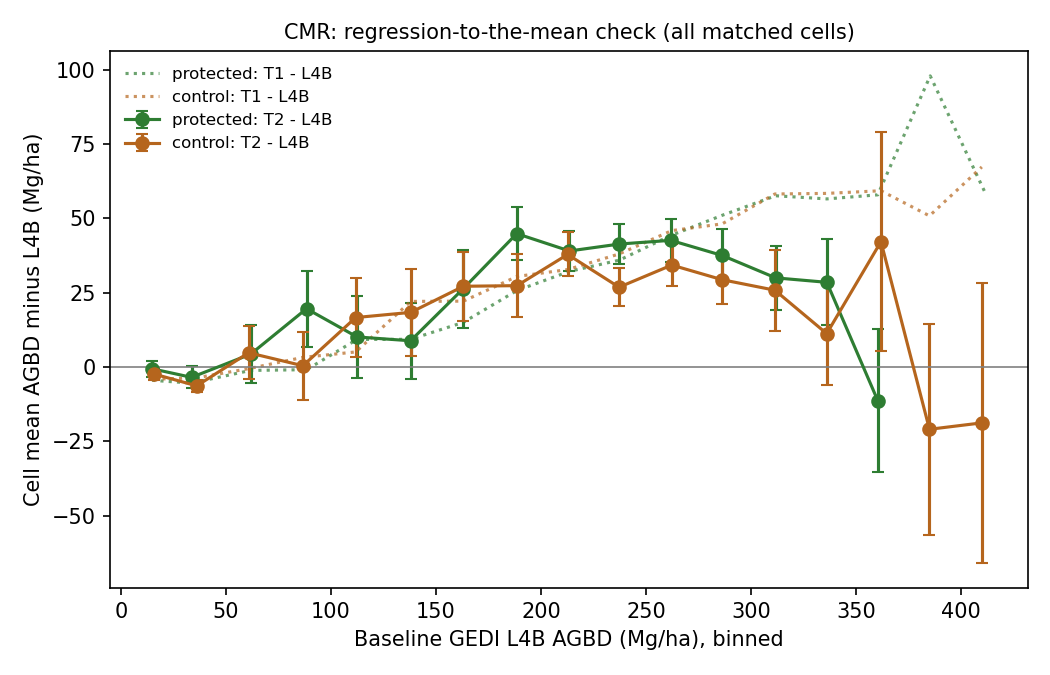 CMR: regression-to-the-mean check (all matched cells)
protected: T1 - L4B
control: T1 - L4B
protected: T2 - L4B
control: T2 - L4B
Cell mean AGBD minus L4B (Mg/ha)
100
75
50
25
0
−25
−50
0 50 100 150 200 250 300 350 400
Baseline GEDI L4B AGBD (Mg/ha), binned